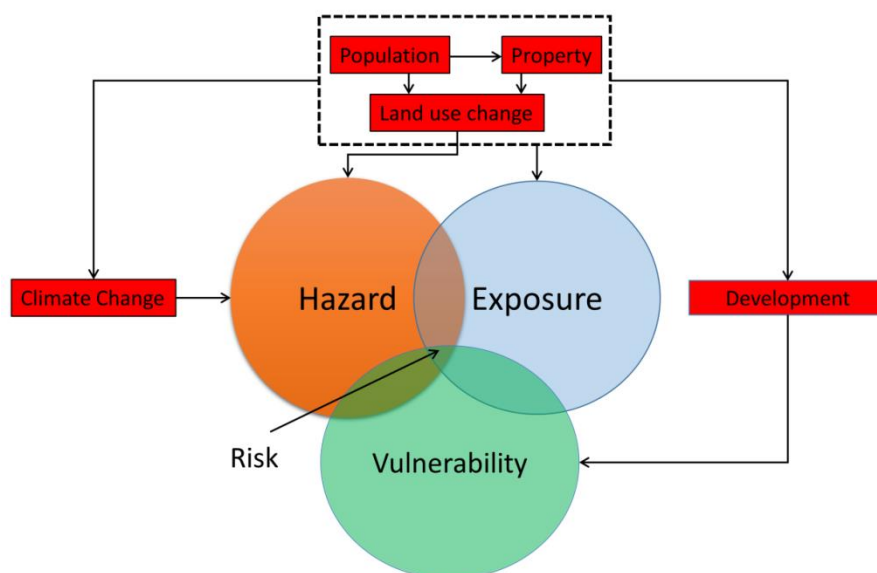 Population
Property
Land use change
Climate Change
Hazard
Exposure
Development
Risk
Vulnerability